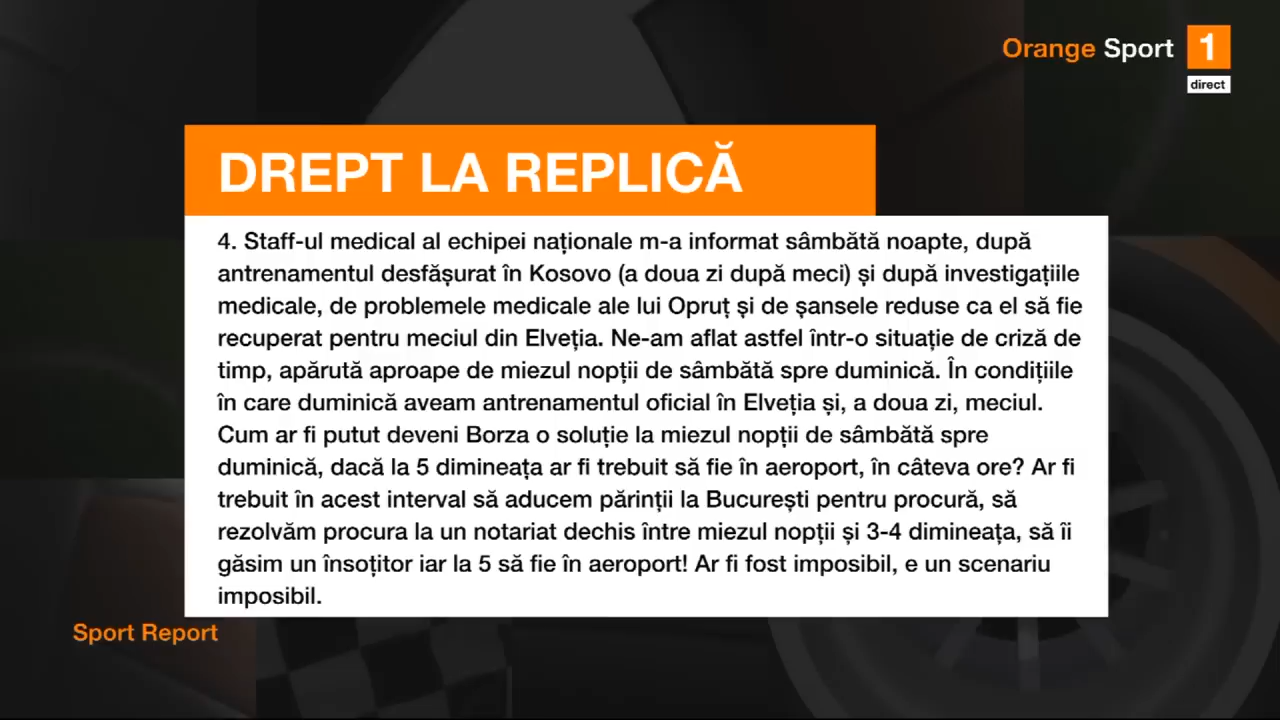 Orange Sport 1
direct
DREPT LA REPLICĂ
4. Staff-ul medical al echipei naționale m-a informat sâmbătă noapte, după
antrenamentul desfășurat în Kosovo (a doua zi după meci) și după investigațiile
medicale, de problemele medicale ale lui Opruț și de șansele reduse ca el să fie
recuperat pentru meciul din Elveția. Ne-am aflat astfel într-o situație de criză de
timp, apărută aproape de miezul nopții de sâmbătă spre duminică. În condițiile
în care duminică aveam antrenamentul oficial în Elveția și, a doua zi, meciul.
Cum ar fi putut deveni Borza o soluție la miezul nopții de sâmbătă spre
duminică, dacă la 5 dimineața ar fi trebuit să fie în aeroport, în câteva ore? Ar fi
trebuit în acest interval să aducem părinții la București pentru procură, să
rezolvăm procura la un notariat dechis între miezul nopții și 3-4 dimineața, să îi
găsim un însoțitor iar la 5 să fie în aeroport! Ar fi fost imposibil, e un scenariu
imposibil.
Sport Report